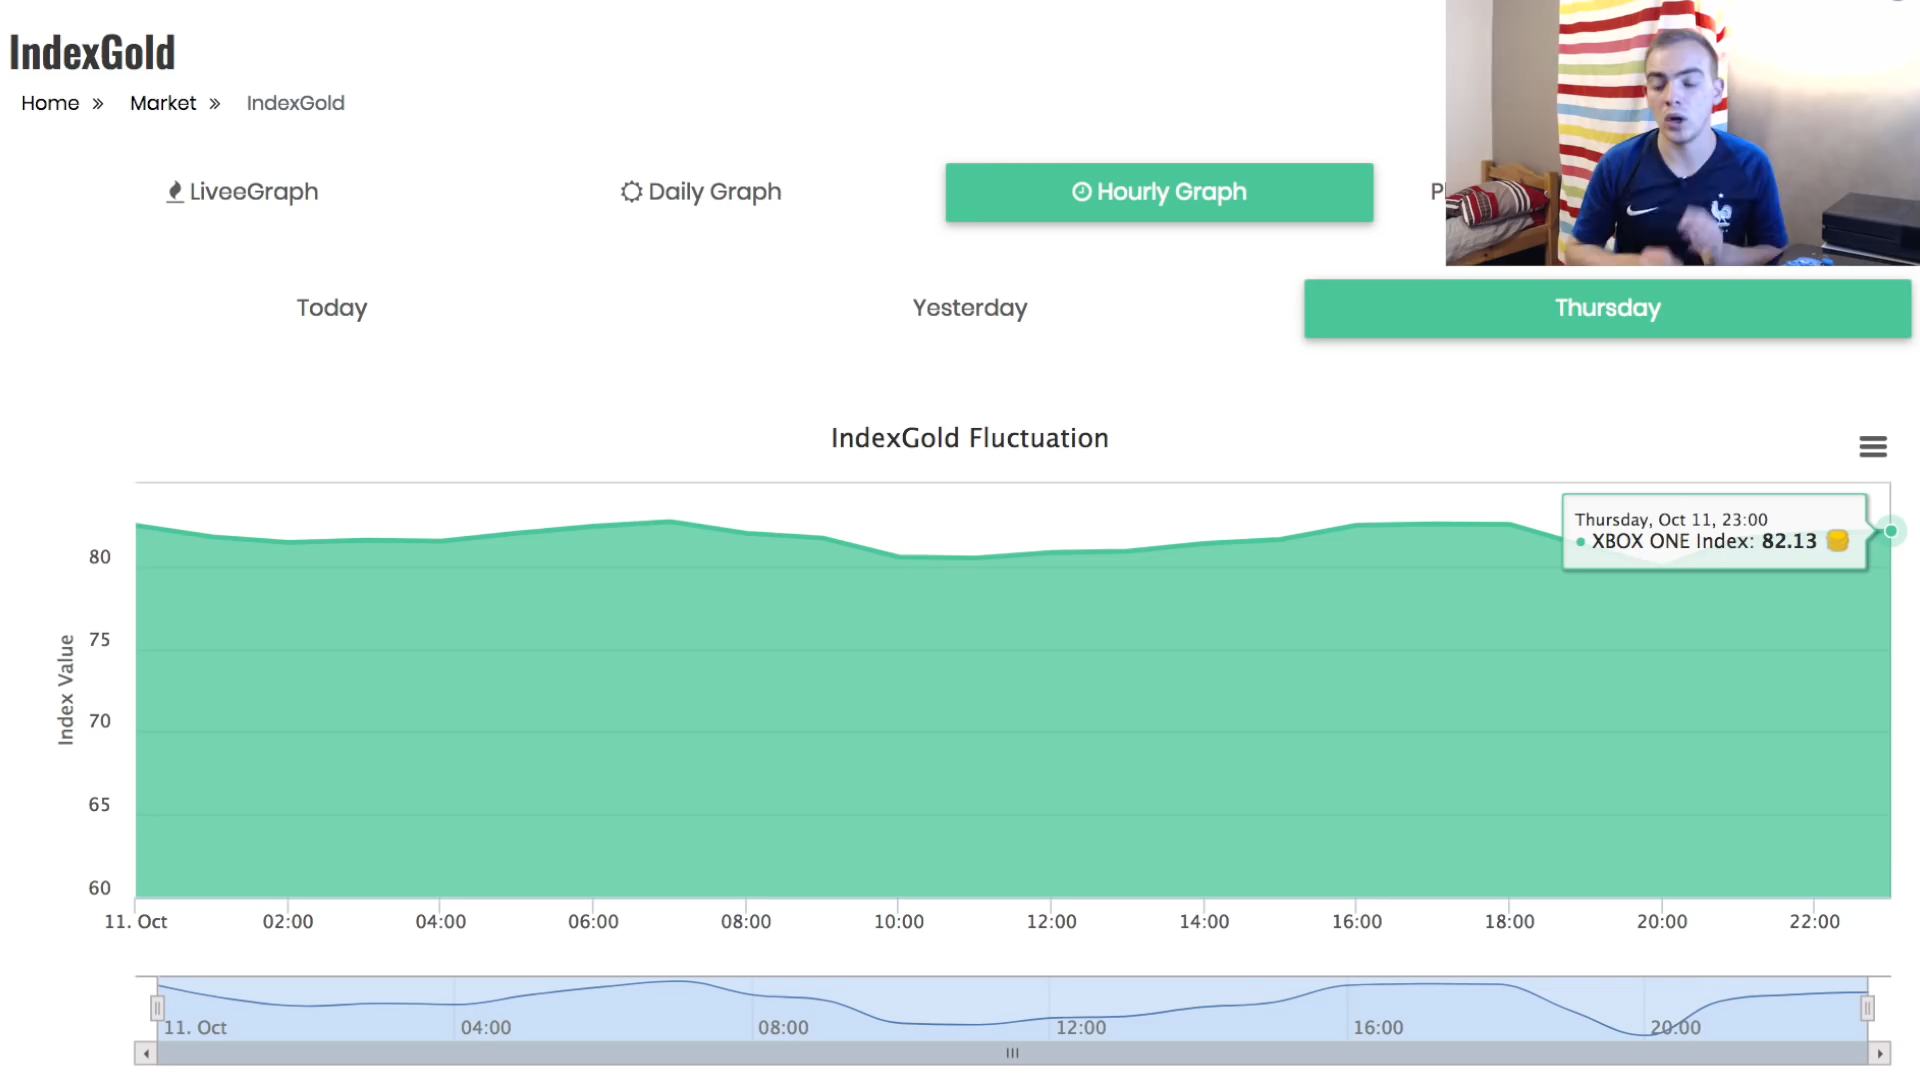 IndexGold
Home » Market » IndexGold
LiveeGraph
Daily Graph
Hourly Graph
Today
Yesterday
Thursday
IndexGold Fluctuation
Thursday, Oct 11, 23:00
XBOX ONE Index: 82.13
Index Value
80
75
70
65
60
11. Oct 02:00 04:00 06:00 08:00 10:00 12:00 14:00 16:00 18:00 20:00 22:00
11. Oct 04:00 08:00 12:00 16:00 20:00